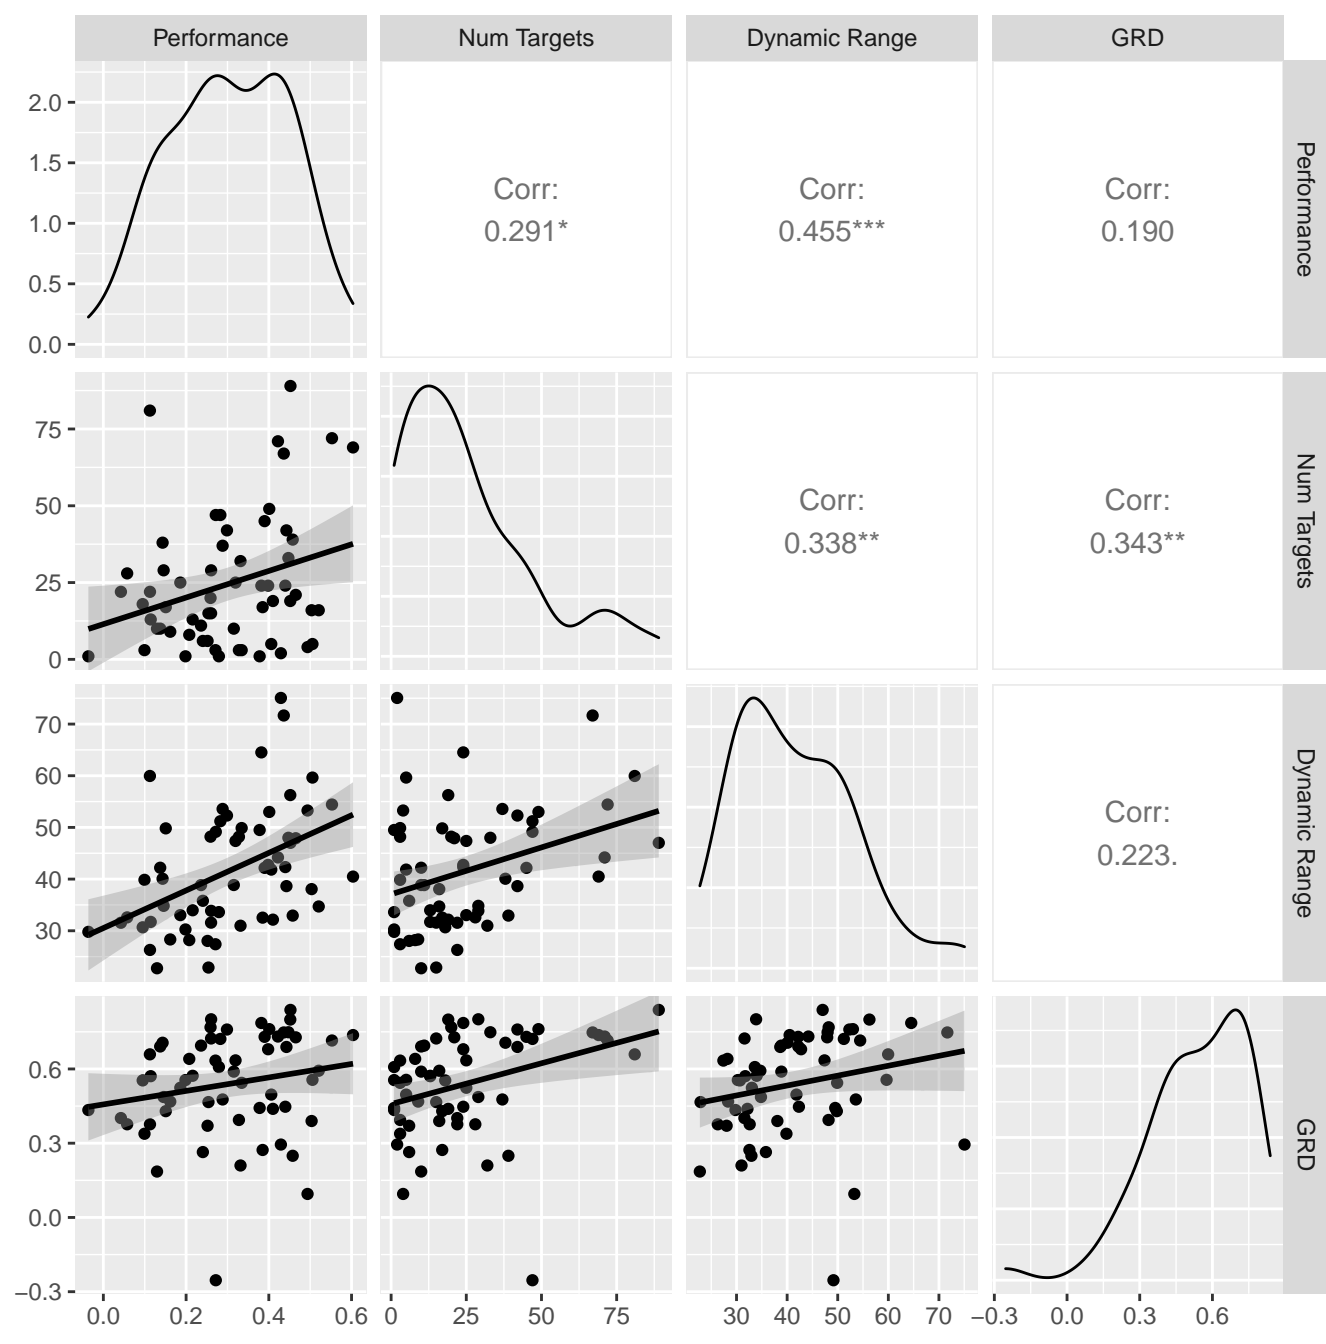 Performance
Num Targets
Dynamic Range
GRD
2.0
1.5
1.0
0.5
0.0
Corr:
0.291*
Corr:
0.455***
Corr:
0.190
Performance
75
50
25
0
Corr:
0.338**
Corr:
0.343**
Num Targets
70
60
50
40
30
Corr:
0.223.
Dynamic Range
0.6
0.3
0.0
−0.3
GRD
0.0 0.2 0.4 0.6
0 25 50 75
30 40 50 60 70
−0.3 0.0 0.3 0.6